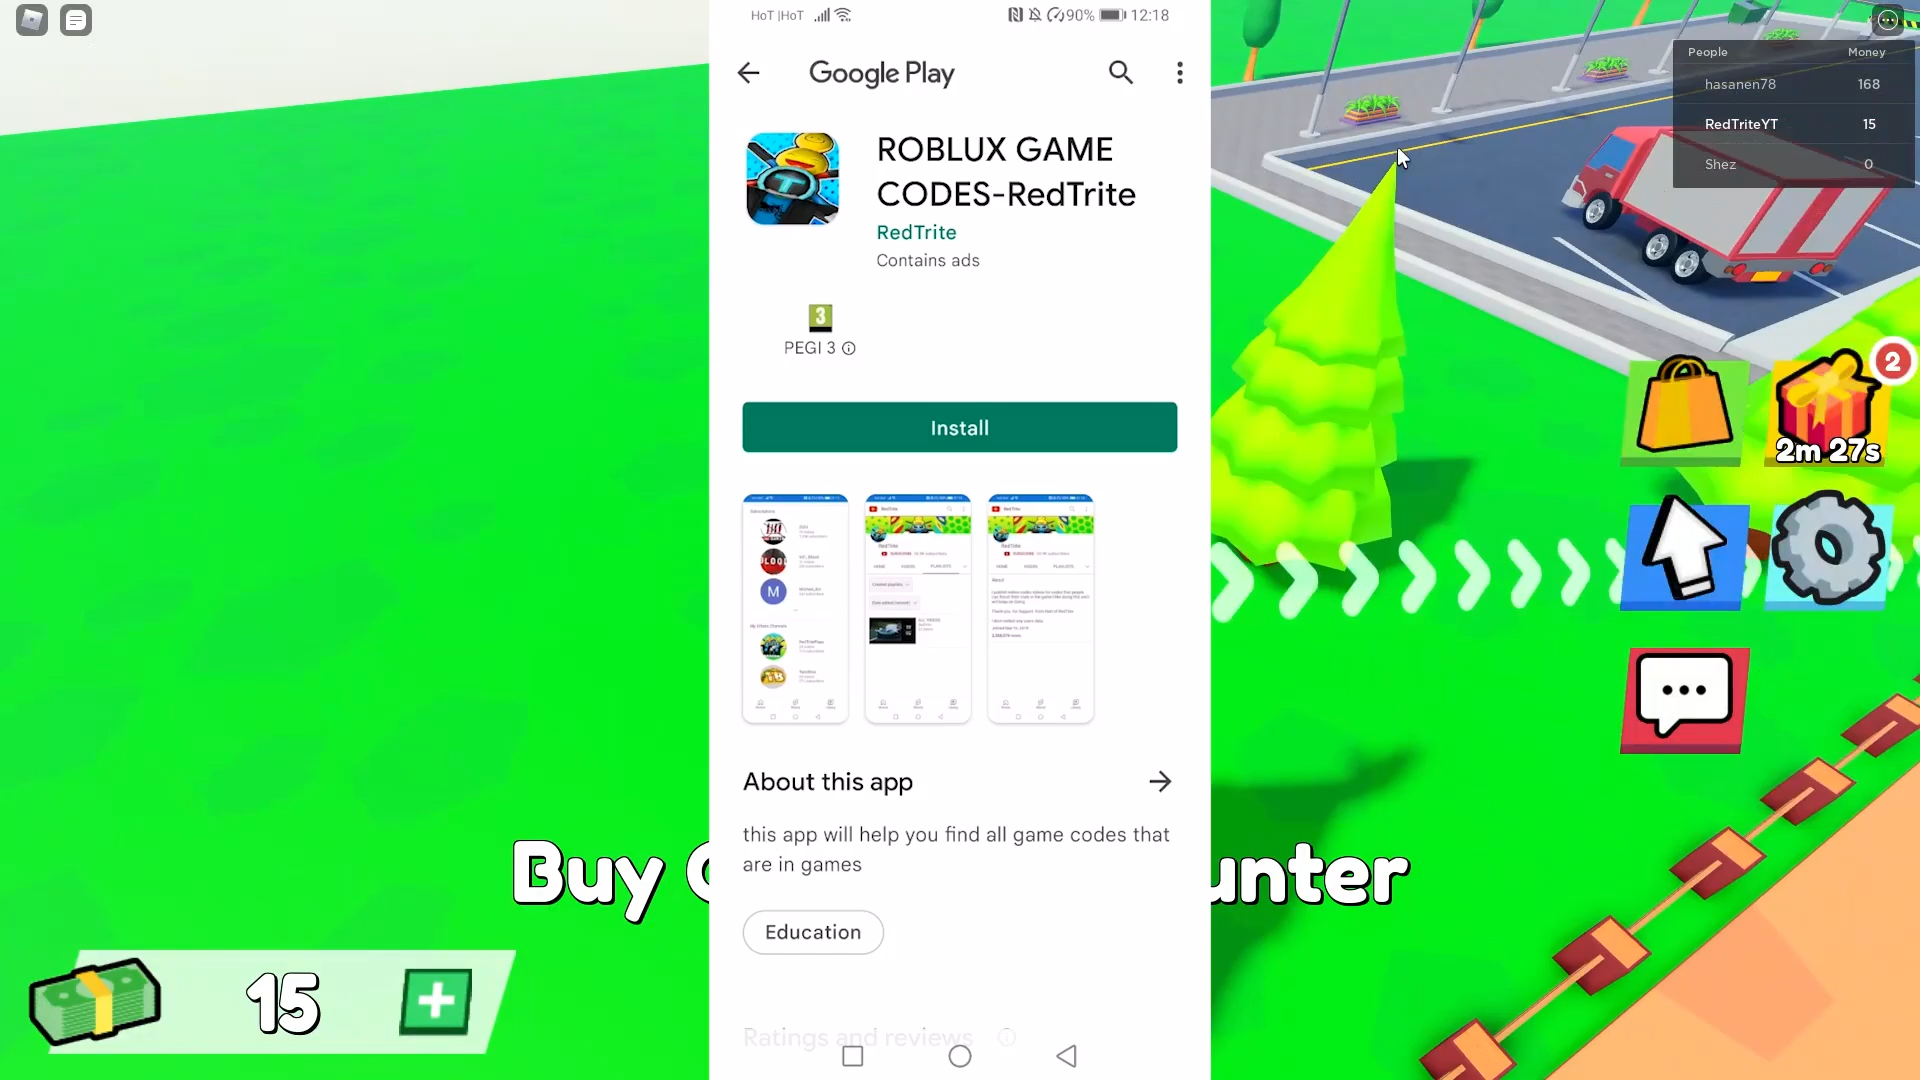 HoT |HoT
90%
12:18
Google Play
ROBLUX GAME
CODES-RedTrite
RedTrite
Contains ads
3
PEGI 3
Install
About this app
this app will help you find all game codes that
are in games
Education
Ratings and reviews
People Money
hasanen78 168
RedTriteYT 15
Shez 0
2
2m 27s
Buy
unter
15